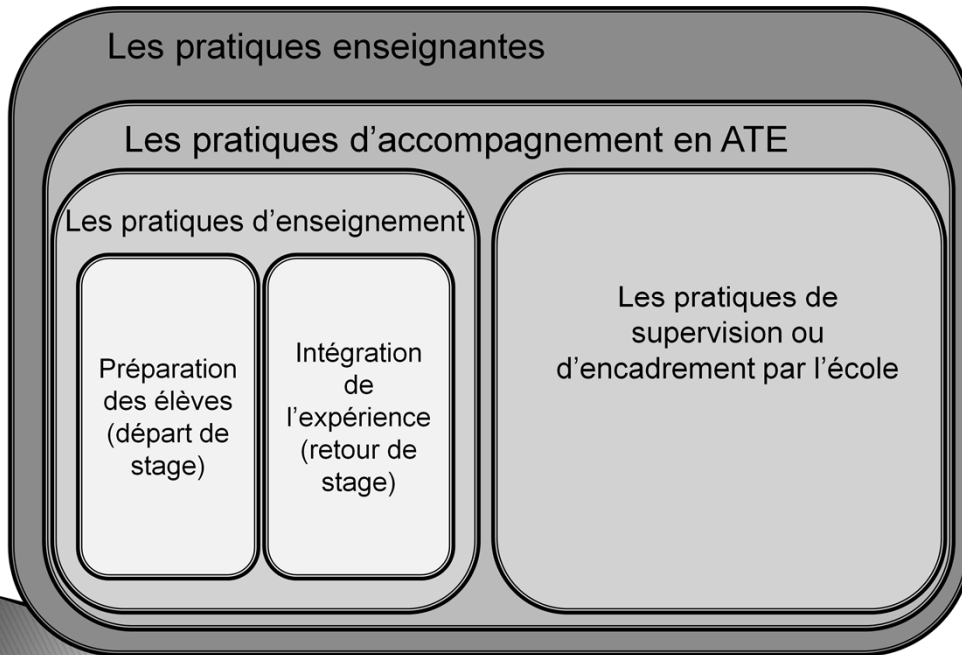 Les pratiques enseignantes
Les pratiques d’accompagnement en ATE
Les pratiques d’enseignement
Préparation
des élèves
(départ de
stage)
Intégration
de
l’expérience
(retour de
stage)
Les pratiques de
supervision ou
d’encadrement par l’école